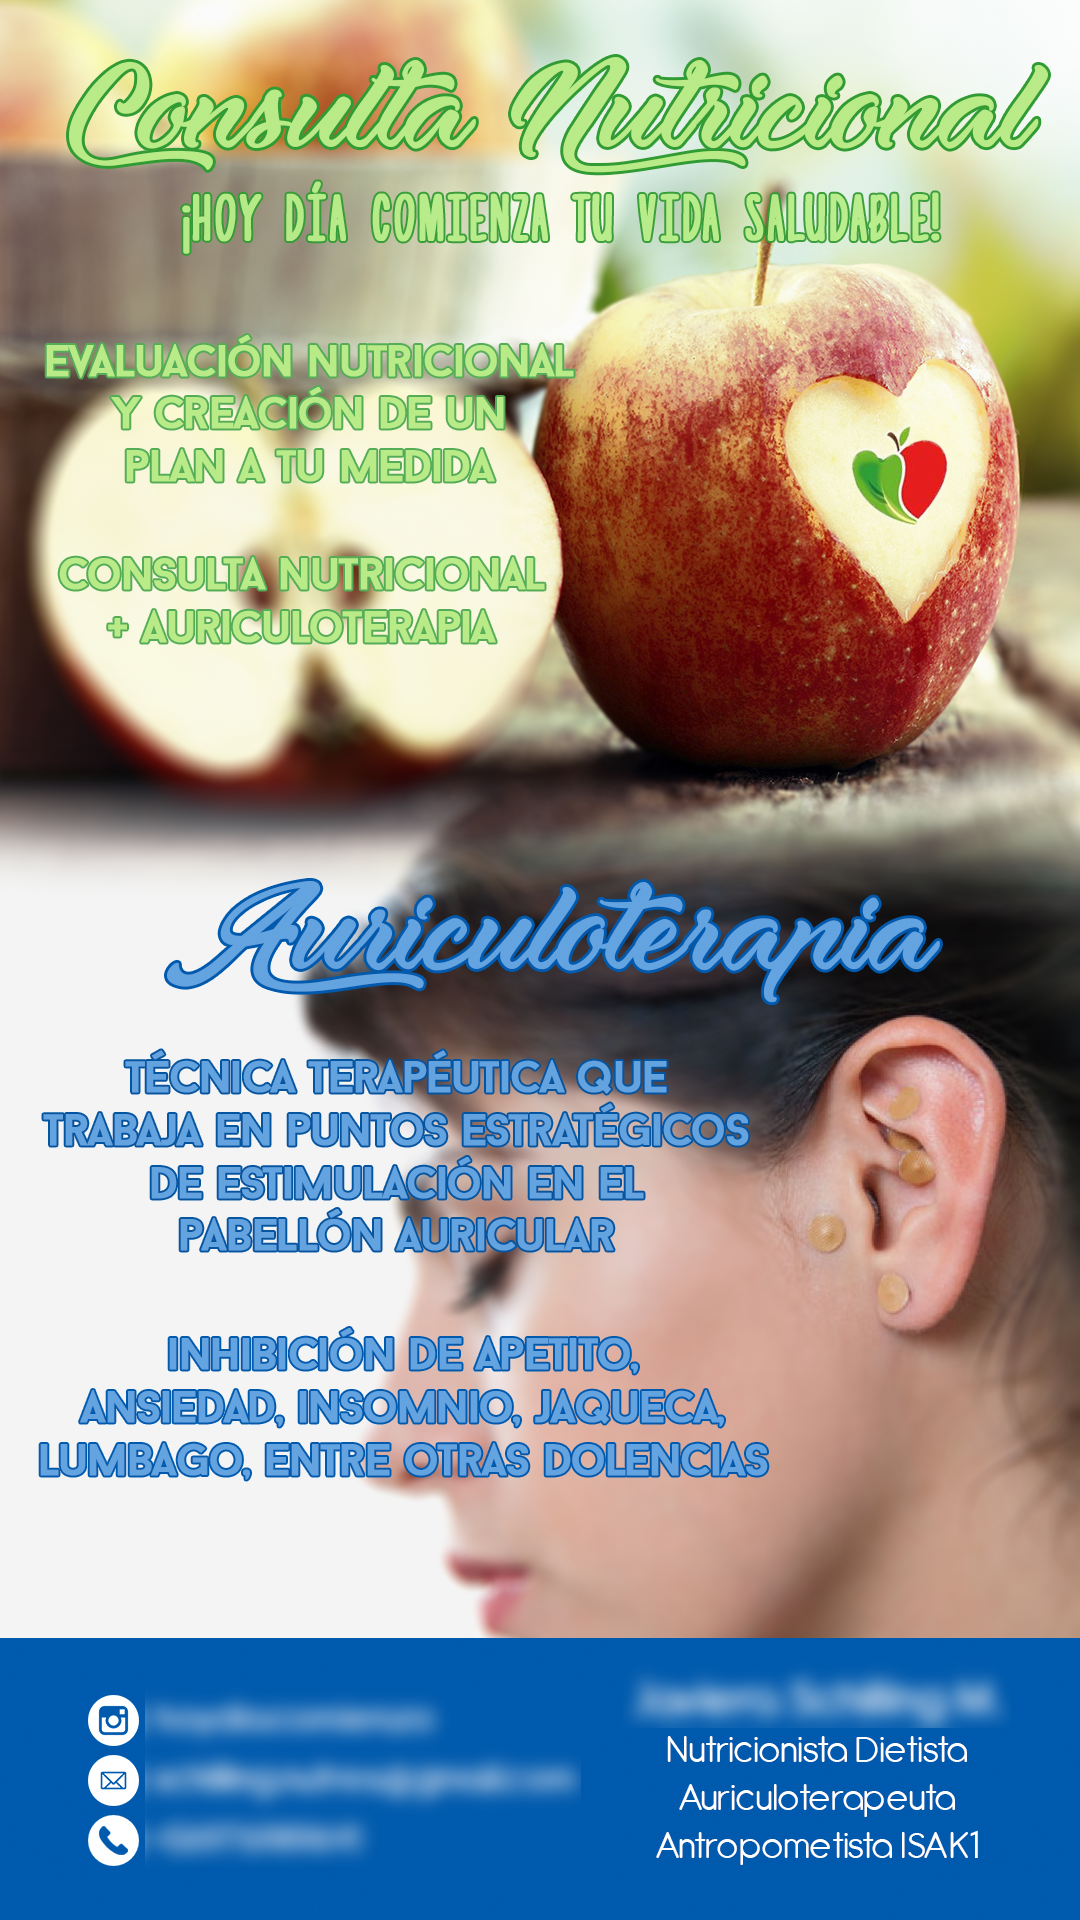 Consulta Nutricional
¡HOY DÍA COMIENZA TU VIDA SALUDABLE!
EVALUACIÓN NUTRICIONAL
Y CREACIÓN DE UN
PLAN A TU MEDIDA
CONSULTA NUTRICIONAL
+ AURICULOTERAPIA
Auriculoterapia
TÉCNICA TERAPÉUTICA QUE
TRABAJA EN PUNTOS ESTRATÉGICOS
DE ESTIMULACIÓN EN EL
PABELLÓN AURICULAR
INHIBICIÓN DE APETITO,
ANSIEDAD, INSOMNIO, JAQUECA,
LUMBAGO, ENTRE OTRAS DOLENCIAS
Nutricionista Dietista
Auriculoterapeuta
Antropometista ISAK1